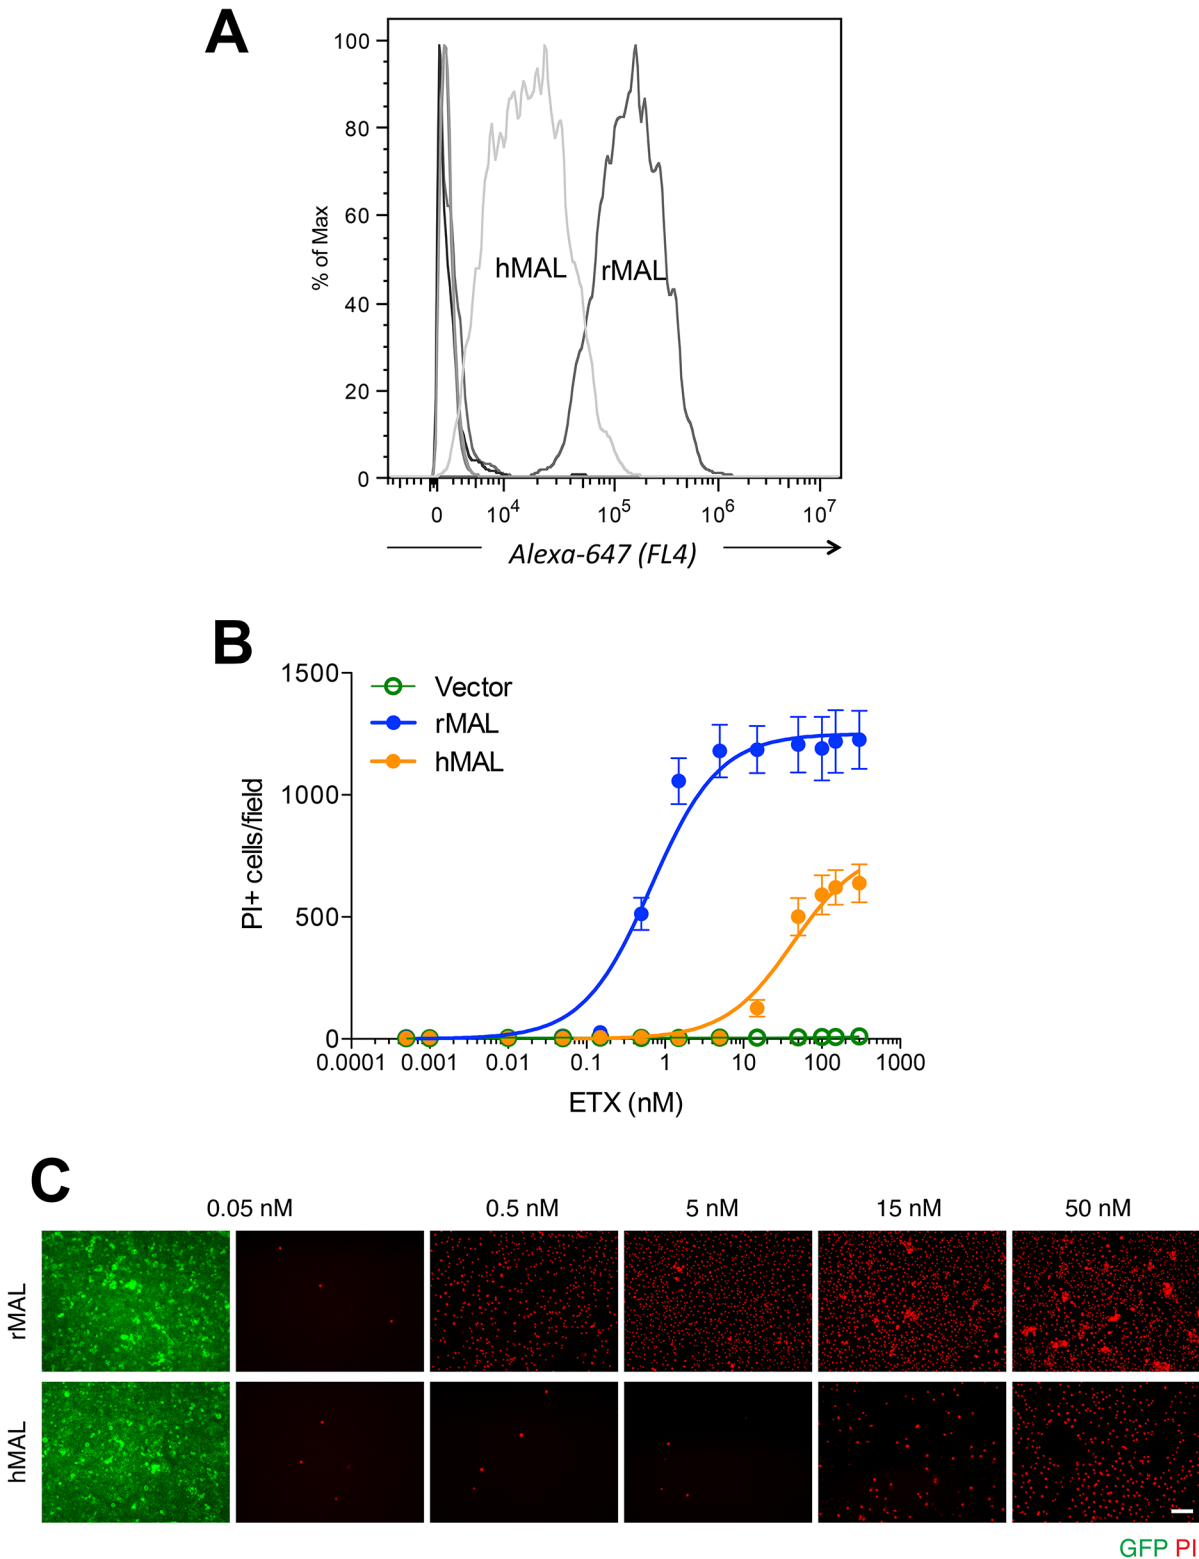 A
100
80
60
40
20
0
% of Max
hMAL
rMAL
0 10^4 10^5 10^6 10^7
Alexa-647 (FL4)
B
1500
1000
500
0
PI+ cells/field
Vector
rMAL
hMAL
0.0001 0.001 0.01 0.1 1 10 100 1000
ETX (nM)
C
0.05 nM 0.5 nM 5 nM 15 nM 50 nM
rMAL
hMAL
GFP PI